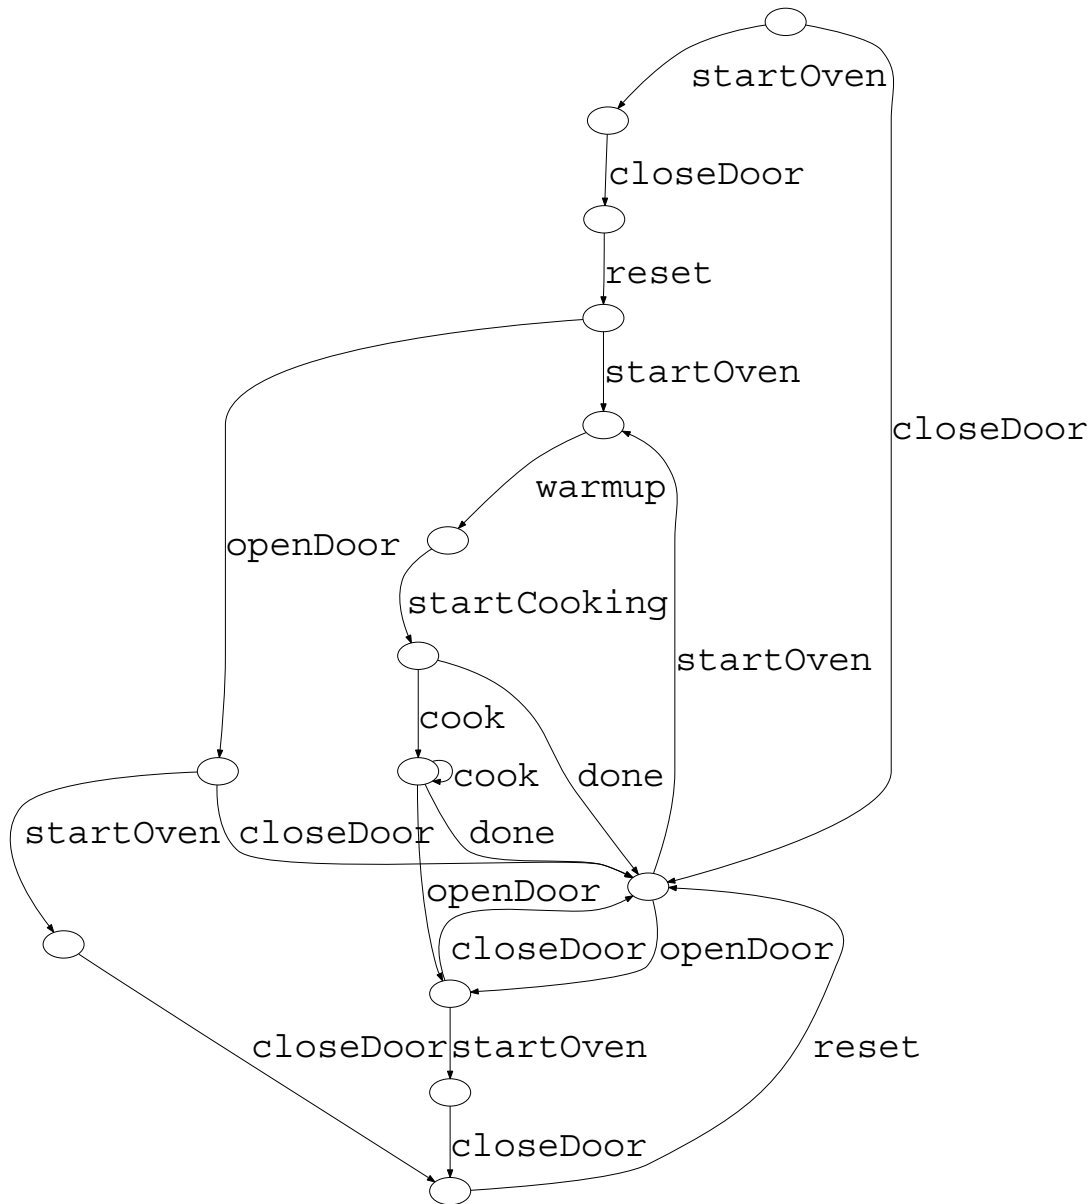 startOven
closeDoor
reset
startOven
closeDoor
warmup
openDoor
startCooking
startOven
cook
cook
done
startOven
closeDoor
done
openDoor
closeDoor
openDoor
closeDoor
startOven
reset
closeDoor